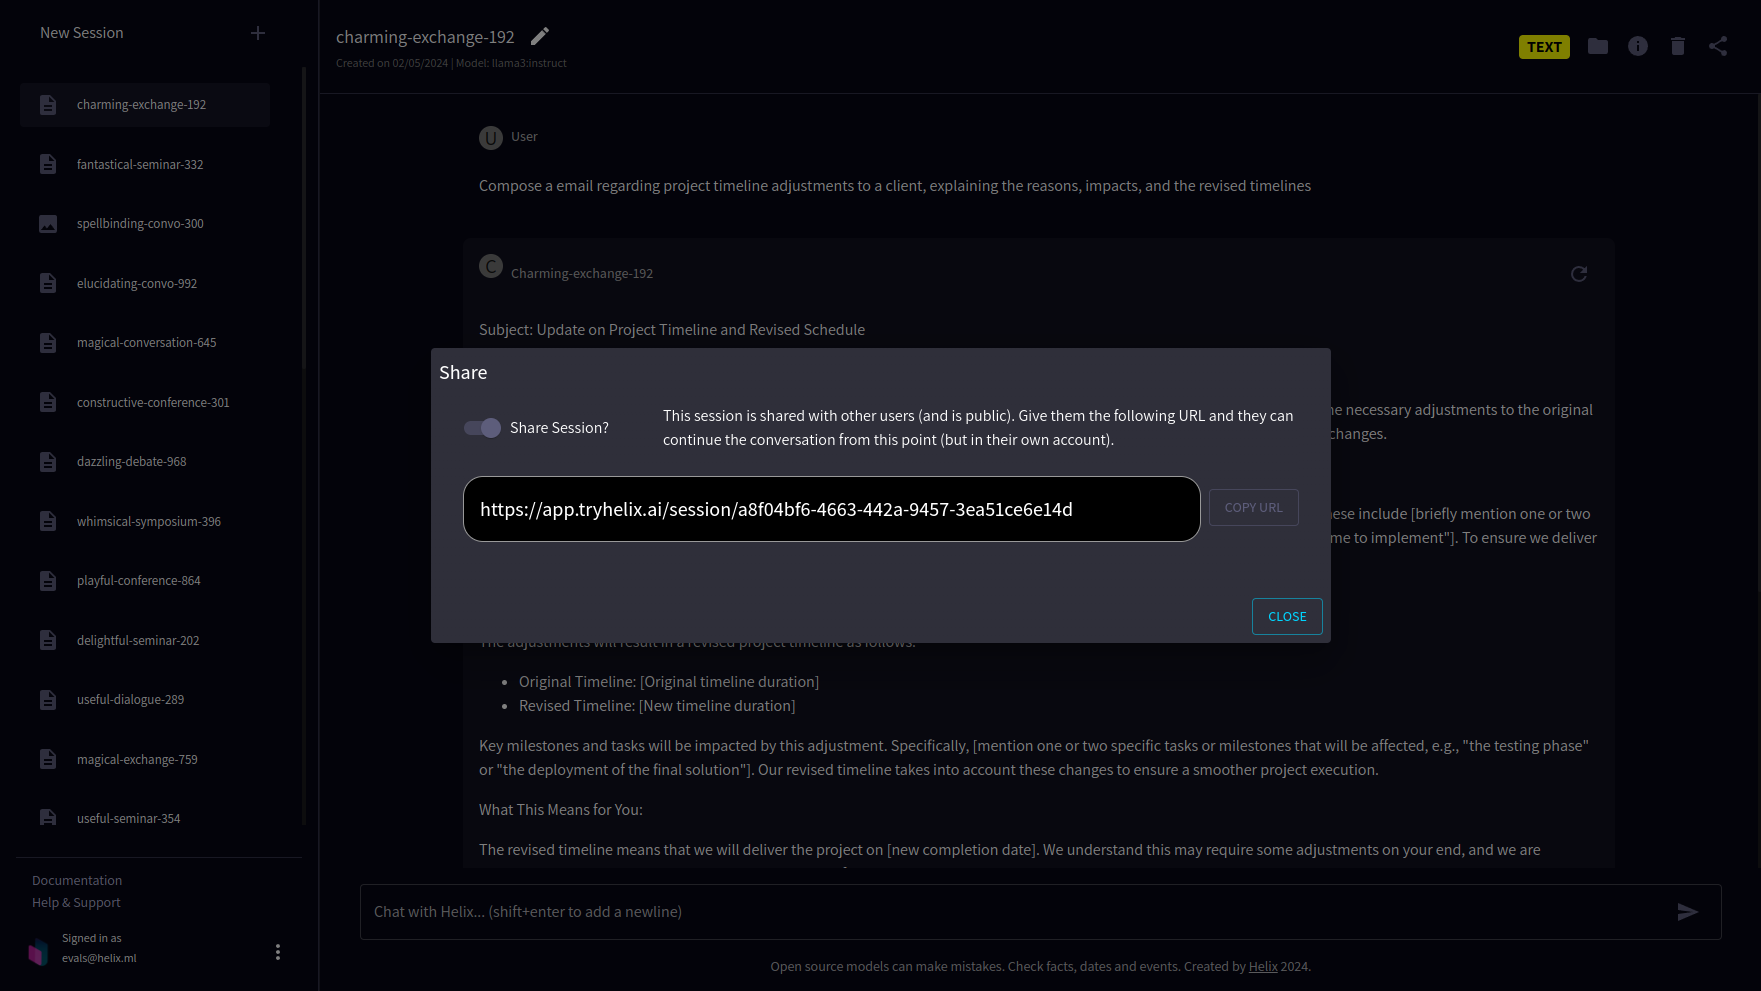 New Session
charming-exchange-192
fantastical-seminar-332
spellbinding-convo-300
elucidating-convo-992
magical-conversation-645
constructive-conference-301
dazzling-debate-968
whimsical-symposium-396
playful-conference-864
delightful-seminar-202
useful-dialogue-289
magical-exchange-759
useful-seminar-354
Documentation
Help & Support
Signed in as
evals@helix.ml
charming-exchange-192
Created on 02/05/2024 | Model: llama3:instruct
TEXT
U User
Compose a email regarding project timeline adjustments to a client, explaining the reasons, impacts, and the revised timelines
C Charming-exchange-192
Subject: Update on Project Timeline and Revised Schedule
necessary adjustments to the original
changes.
include [briefly mention one or two
me to implement"]. To ensure we deliver
Share
Share Session?
This session is shared with other users (and is public). Give them the following URL and they can
continue the conversation from this point (but in their own account).
https://app.tryhelix.ai/session/a8f04bf6-4663-442a-9457-3ea51ce6e14d
COPY URL
CLOSE
The adjustments will result in a revised project timeline as follows:
Original Timeline: [Original timeline duration]
Revised Timeline: [New timeline duration]
Key milestones and tasks will be impacted by this adjustment. Specifically, [mention one or two specific tasks or milestones that will be affected, e.g., "the testing phase"
or "the deployment of the final solution"]. Our revised timeline takes into account these changes to ensure a smoother project execution.
What This Means for You:
The revised timeline means that we will deliver the project on [new completion date]. We understand this may require some adjustments on your end, and we are
Chat with Helix... (shift+enter to add a newline)
Open source models can make mistakes. Check facts, dates and events. Created by Helix 2024.